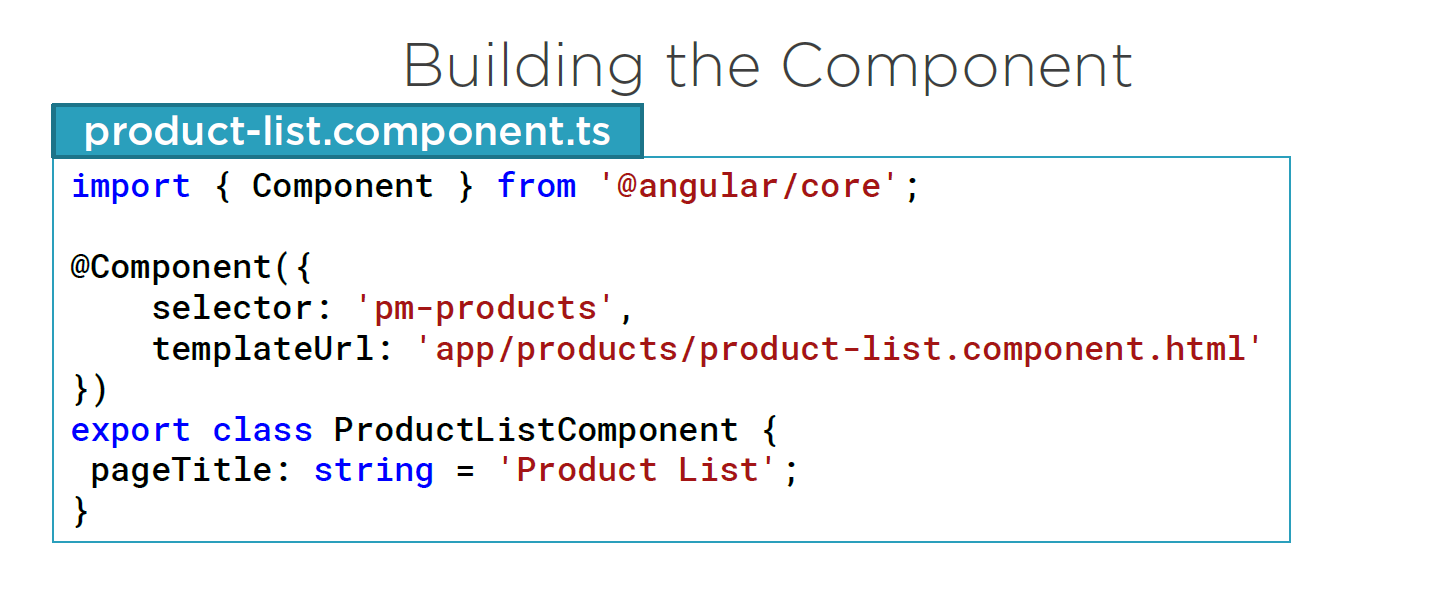 Building the Component
product-list.component.ts
import { Component } from '@angular/core';
@Component({
    selector: 'pm-products',
    templateUrl: 'app/products/product-list.component.html'
})
export class ProductListComponent {
 pageTitle: string = 'Product List';
}